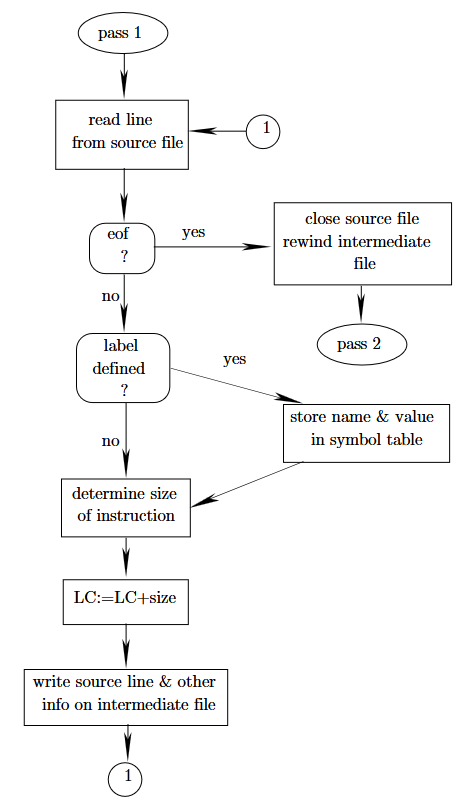 pass 1
read line
from source file
1
eof
?
yes
close source file
rewind intermediate
file
no
pass 2
label
defined
?
yes
store name & value
in symbol table
no
determine size
of instruction
LC:=LC+size
write source line & other
info on intermediate file
1